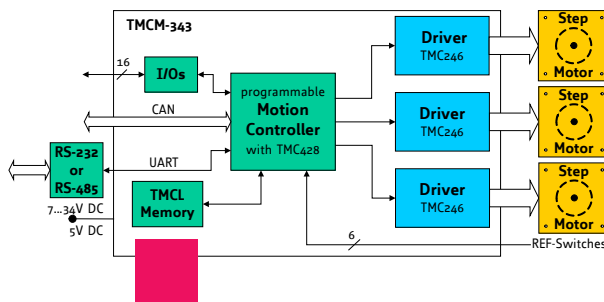 TMCM-343
16
I/Os
CAN
RS-232
or
RS-485
UART
7...34V DC
5V DC
TMCL
Memory
programmable
Motion
Controller
with TMC428
Driver
TMC246
Driver
TMC246
Driver
TMC246
Step
Motor
Step
Motor
Step
Motor
6
REF-Switches